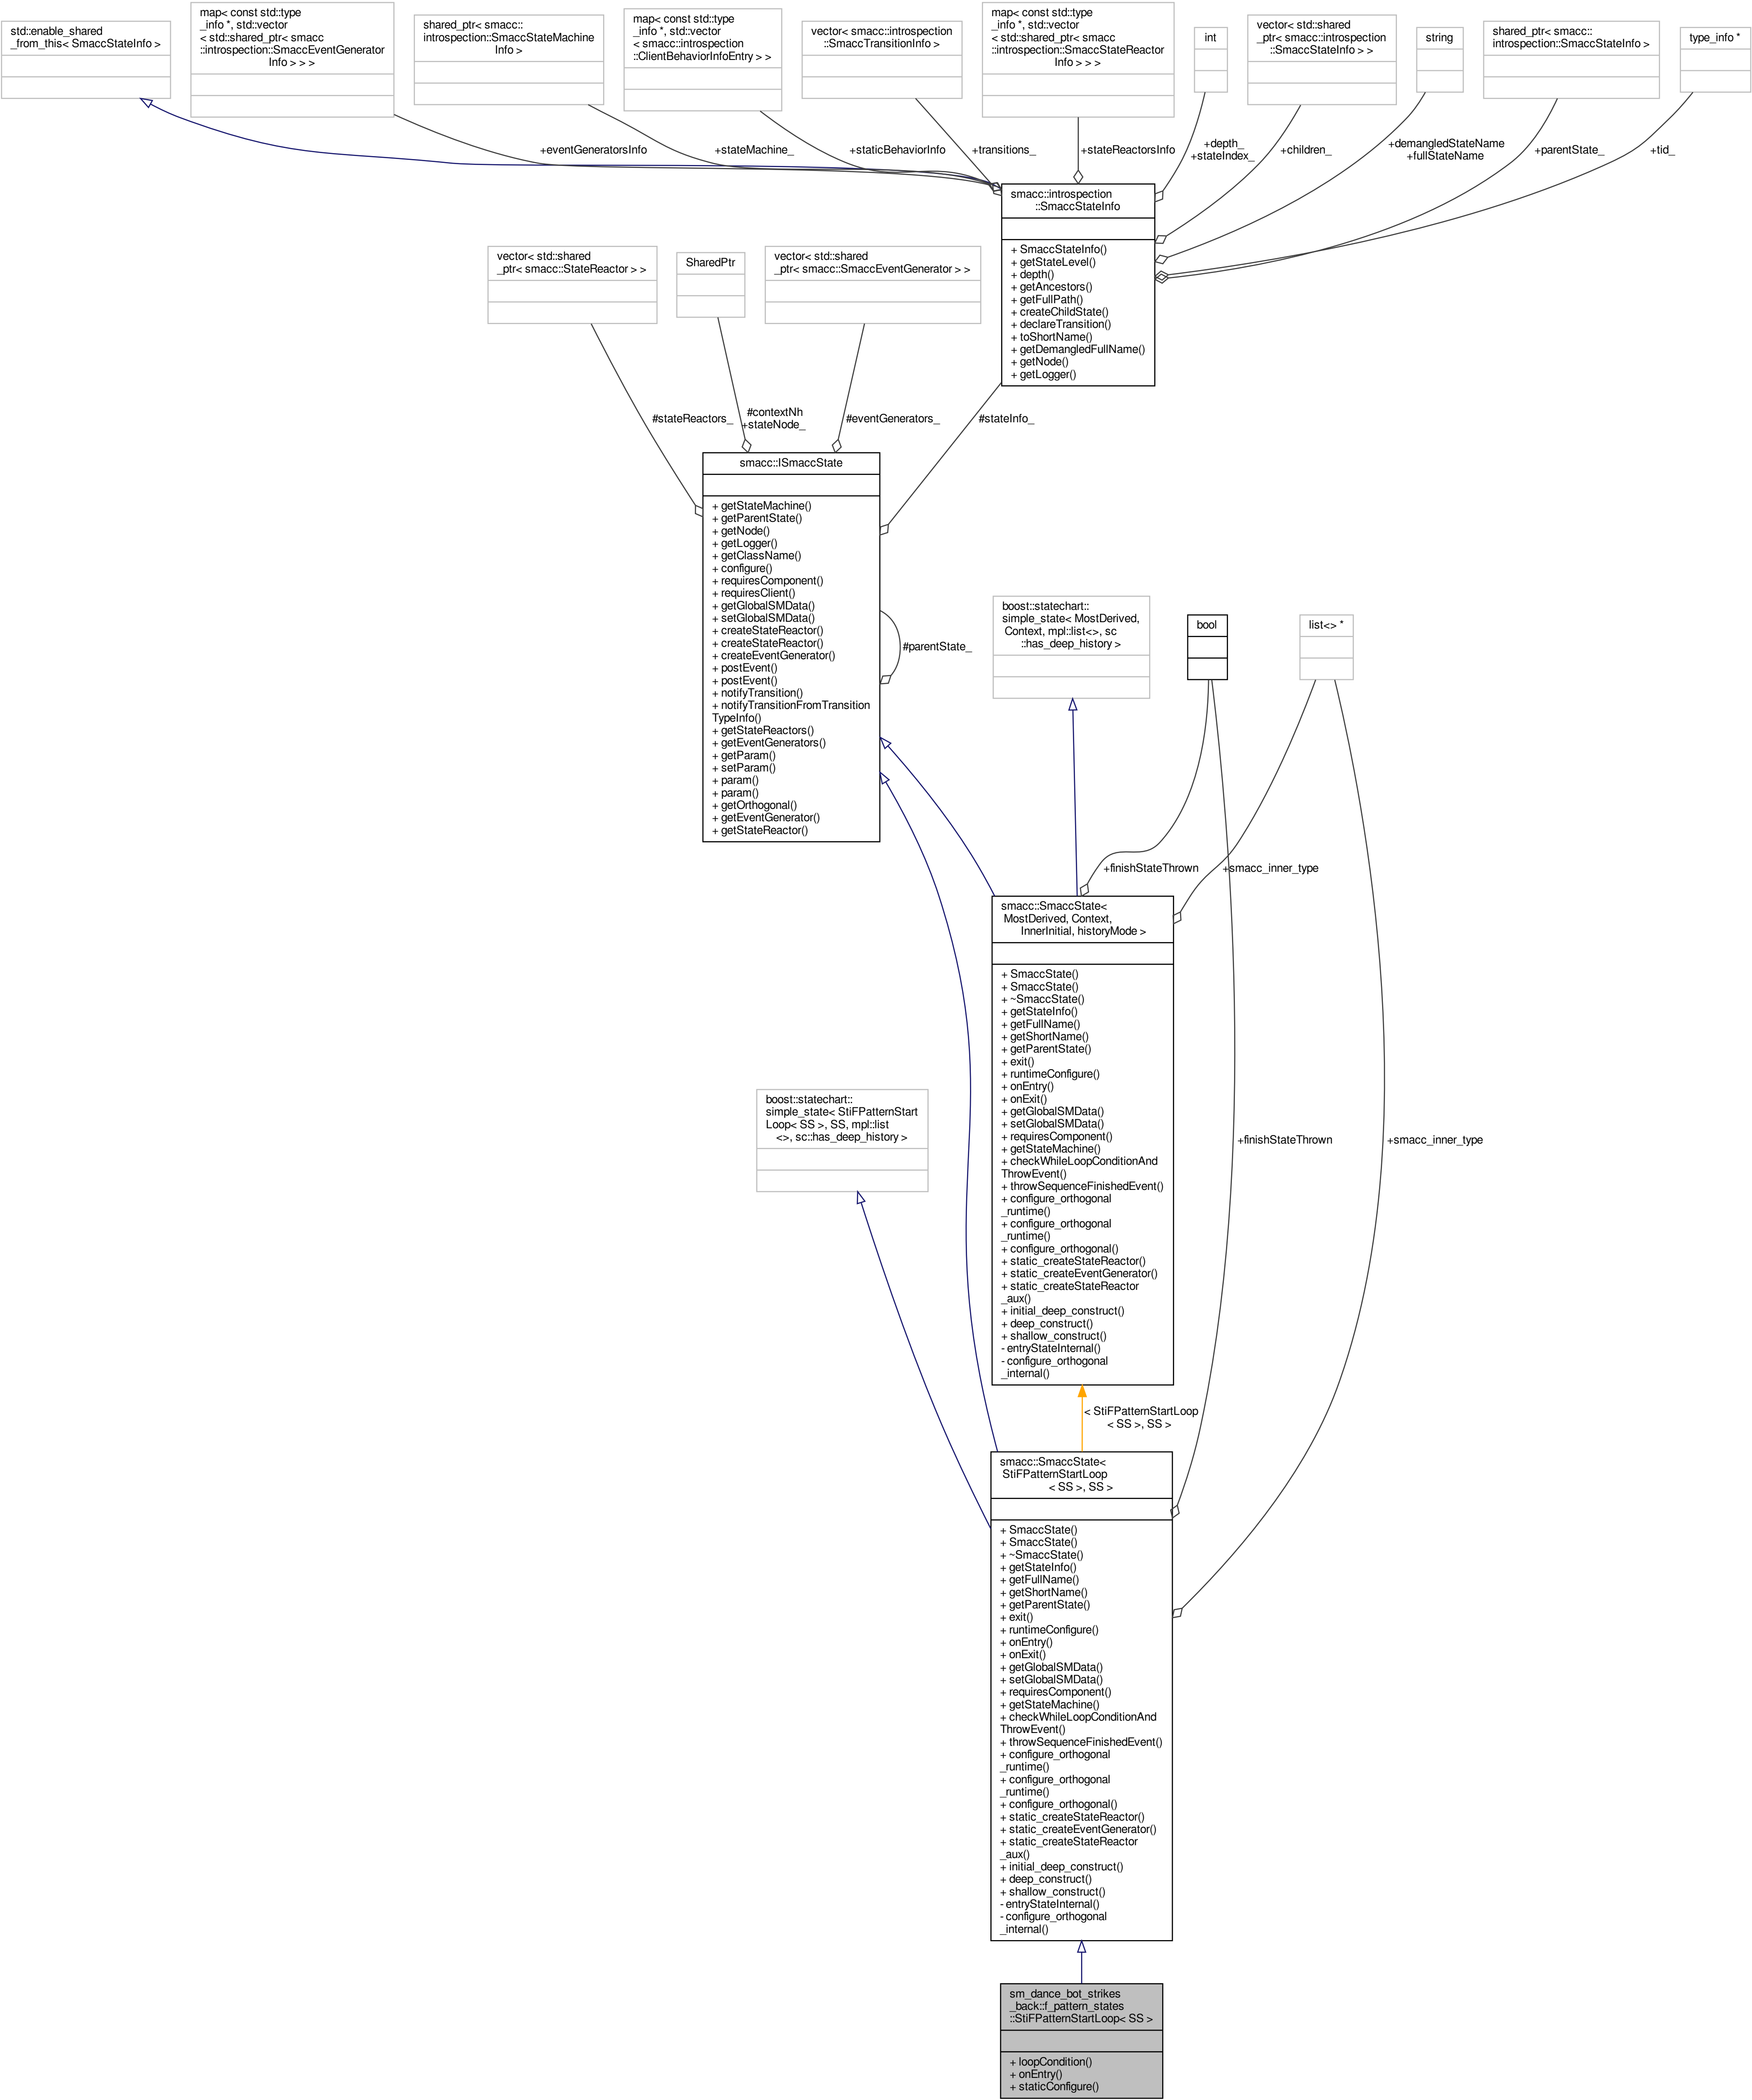 std::enable_shared
_from_this< SmaccStateInfo >
map< const std::type
_info *, std::vector
< std::shared_ptr< smacc
::introspection::SmaccEventGenerator
Info > > >
shared_ptr< smacc::
introspection::SmaccStateMachine
Info >
map< const std::type
_info *, std::vector
< smacc::introspection
::ClientBehaviorInfoEntry > >
vector< smacc::introspection
::SmaccTransitionInfo >
map< const std::type
_info *, std::vector
< std::shared_ptr< smacc
::introspection::SmaccStateReactor
Info > > >
int
vector< std::shared
_ptr< smacc::introspection
::SmaccStateInfo > >
string
shared_ptr< smacc::
introspection::SmaccStateInfo >
type_info *
+eventGeneratorsInfo
+stateMachine_
+staticBehaviorInfo
+transitions_
+stateReactorsInfo
+depth_
+stateIndex_
+children_
+demangledStateName
+fullStateName
+parentState_
+tid_
smacc::introspection
::SmaccStateInfo
+ SmaccStateInfo()
+ getStateLevel()
+ depth()
+ getAncestors()
+ getFullPath()
+ createChildState()
+ declareTransition()
+ toShortName()
+ getDemangledFullName()
+ getNode()
+ getLogger()
vector< std::shared
_ptr< smacc::StateReactor > >
SharedPtr
vector< std::shared
_ptr< smacc::SmaccEventGenerator > >
#stateReactors_
#contextNh
+stateNode_
#eventGenerators_
#stateInfo_
smacc::ISmaccState
+ getStateMachine()
+ getParentState()
+ getNode()
+ getLogger()
+ getClassName()
+ configure()
+ requiresComponent()
+ requiresClient()
+ getGlobalSMData()
+ setGlobalSMData()
+ createStateReactor()
+ createStateReactor()
+ createEventGenerator()
+ postEvent()
+ postEvent()
+ notifyTransition()
+ notifyTransitionFromTransition
TypeInfo()
+ getStateReactors()
+ getEventGenerators()
+ getParam()
+ setParam()
+ param()
+ param()
+ getOrthogonal()
+ getEventGenerator()
+ getStateReactor()
#parentState_
boost::statechart::
simple_state< MostDerived,
Context, mpl::list<>, sc
::has_deep_history >
bool
list<> *
+finishStateThrown
+smacc_inner_type
smacc::SmaccState<
MostDerived, Context,
InnerInitial, historyMode >
+ SmaccState()
+ SmaccState()
+ ~SmaccState()
+ getStateInfo()
+ getFullName()
+ getShortName()
+ getParentState()
+ exit()
+ runtimeConfigure()
+ onEntry()
+ onExit()
+ getGlobalSMData()
+ setGlobalSMData()
+ requiresComponent()
+ getStateMachine()
+ checkWhileLoopConditionAnd
ThrowEvent()
+ throwSequenceFinishedEvent()
+ configure_orthogonal
_runtime()
+ configure_orthogonal
_runtime()
+ configure_orthogonal()
+ static_createStateReactor()
+ static_createEventGenerator()
+ static_createStateReactor
_aux()
+ initial_deep_construct()
+ deep_construct()
+ shallow_construct()
- entryStateInternal()
- configure_orthogonal
_internal()
boost::statechart::
simple_state< StiFPatternStart
Loop< SS >, SS, mpl::list
<>, sc::has_deep_history >
+finishStateThrown
+smacc_inner_type
< StiFPatternStartLoop
< SS >, SS >
smacc::SmaccState<
StiFPatternStartLoop
< SS >, SS >
+ SmaccState()
+ SmaccState()
+ ~SmaccState()
+ getStateInfo()
+ getFullName()
+ getShortName()
+ getParentState()
+ exit()
+ runtimeConfigure()
+ onEntry()
+ onExit()
+ getGlobalSMData()
+ setGlobalSMData()
+ requiresComponent()
+ getStateMachine()
+ checkWhileLoopConditionAnd
ThrowEvent()
+ throwSequenceFinishedEvent()
+ configure_orthogonal
_runtime()
+ configure_orthogonal
_runtime()
+ configure_orthogonal()
+ static_createStateReactor()
+ static_createEventGenerator()
+ static_createStateReactor
_aux()
+ initial_deep_construct()
+ deep_construct()
+ shallow_construct()
- entryStateInternal()
- configure_orthogonal
_internal()
sm_dance_bot_strikes
_back::f_pattern_states
::StiFPatternStartLoop< SS >
+ loopCondition()
+ onEntry()
+ staticConfigure()